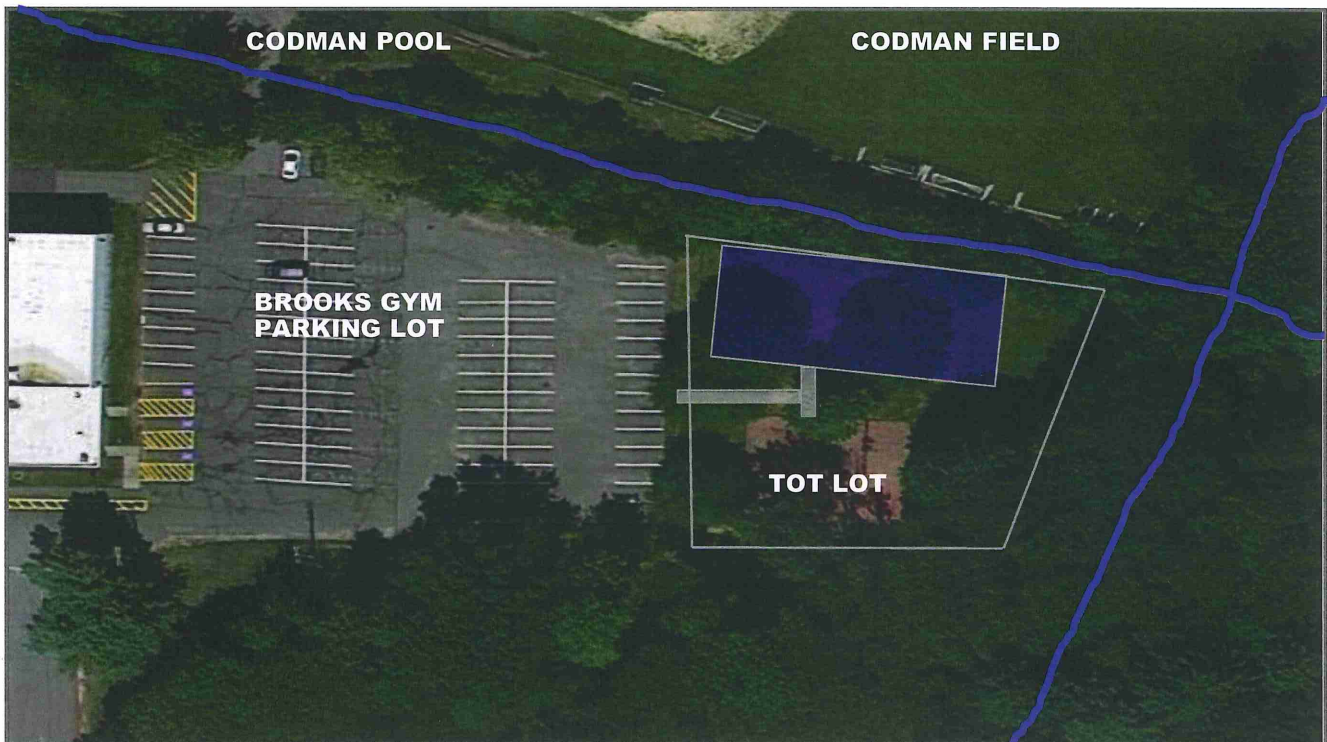 CODMAN POOL
CODMAN FIELD
BROOKS GYM
PARKING LOT
TOT LOT